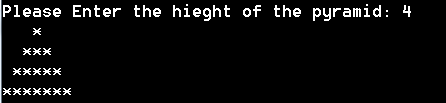 Please Enter the hieght of the pyramid: 4
   *
  ***
 *****
*******